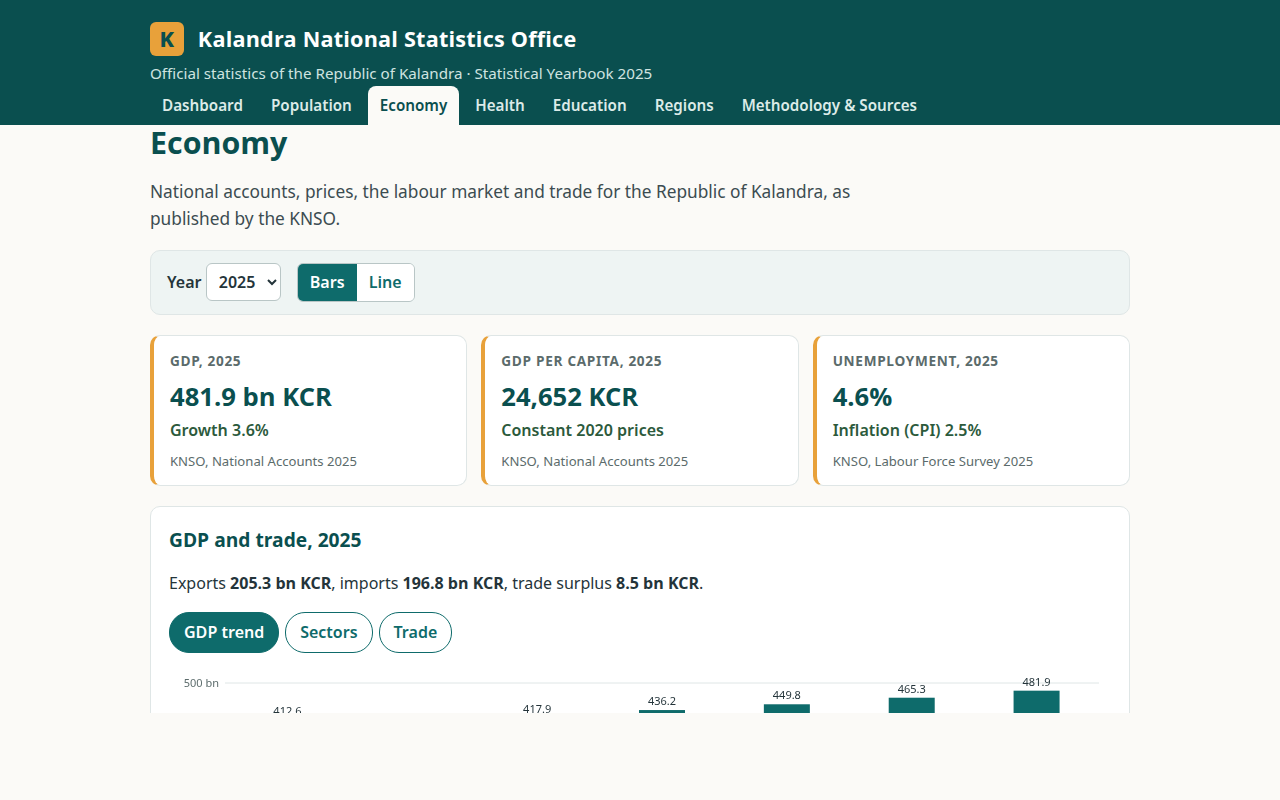 K
Kalandra National Statistics Office
Official statistics of the Republic of Kalandra · Statistical Yearbook 2025
Dashboard Population Economy Health Education Regions Methodology & Sources
Economy
National accounts, prices, the labour market and trade for the Republic of Kalandra, as
published by the KNSO.
Year 2025 Bars Line
GDP, 2025
481.9 bn KCR
Growth 3.6%
KNSO, National Accounts 2025
GDP PER CAPITA, 2025
24,652 KCR
Constant 2020 prices
KNSO, National Accounts 2025
UNEMPLOYMENT, 2025
4.6%
Inflation (CPI) 2.5%
KNSO, Labour Force Survey 2025
GDP and trade, 2025
Exports 205.3 bn KCR, imports 196.8 bn KCR, trade surplus 8.5 bn KCR.
GDP trend Sectors Trade
500 bn
412.6 417.9 436.2 449.8 465.3 481.9